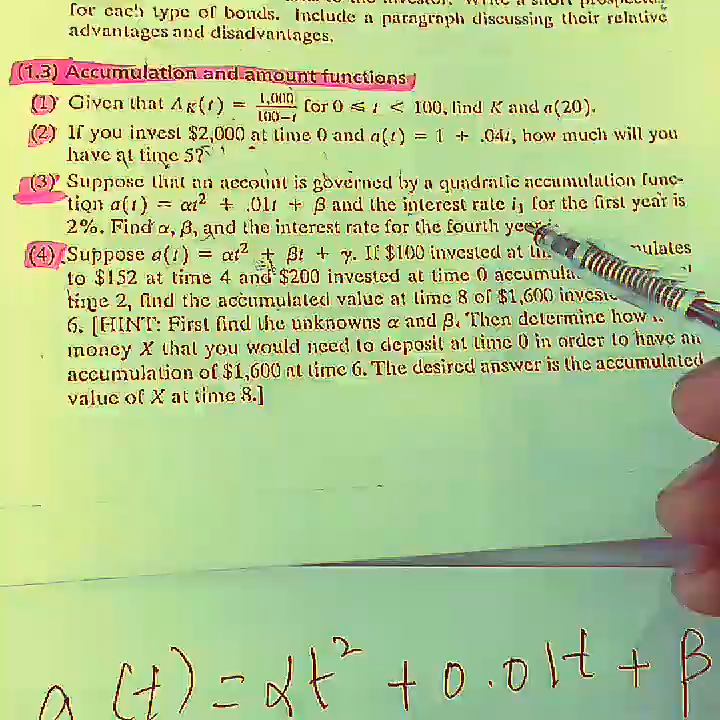 for each type of bonds. Include a paragraph discussing their relative
advantages and disadvantages.
(1.3) Accumulation and amount functions
(1) Given that A_K(t) = 1,000/100−t for 0 ≤ t < 100, find K and a(20).
(2) If you invest $2,000 at time 0 and a(t) = 1 + .04t, how much will you
have at time 5?
(3) Suppose that an account is governed by a quadratic accumulation func-
tion a(t) = αt² + .01t + β and the interest rate i₁ for the first year is
2%. Find α, β, and the interest rate for the fourth
(4) Suppose a(t) = αt² + βt + γ. If $100 invested at
to $152 at time 4 and $200 invested at time 0
time 2, find the accumulated value at time 8 of $1,600
6. [HINT: First find the unknowns α and β. Then determine how
money X that you would need to deposit at time 0 in order to have an
accumulation of $1,600 at time 6. The desired answer is the accumulated
value of X at time 8.]
a(t) = αt² + 0.01t + β